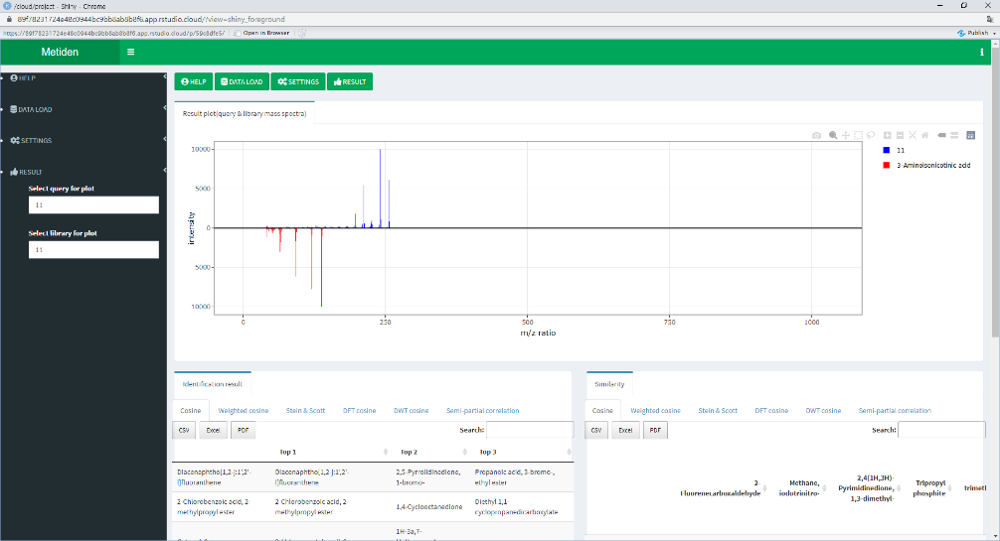 /cloud/project - Shiny - Chrome
89f78231724e48c0944bc9bb8ab8b8f6.app.rstudio.cloud/?view=shiny_foreground
https://89f78231724e48c0944bc9bb8ab8b8f6.app.rstudio.cloud/p/59c8dfe5/ Open in Browser Publish
Metiden
HELP
DATA LOAD
SETTINGS
RESULT
Select query for plot
11
Select library for plot
11
HELP DATA LOAD SETTINGS RESULT
Result plot(query & library mass spectra)
10000
5000
0
5000
10000
intensity
0 250 500 750 1000
m/z ratio
11
3-Aminoisonicotinic acid
Identification result
Cosine Weighted cosine Stein & Scott DFT cosine DWT cosine Semi-partial correlation
CSV Excel PDF Search:
Top 1 Top 2 Top 3
Diacenaphtho[1,2-j:1',2'-
l]fluoranthene
Diacenaphtho[1,2-j:1',2'-
l]fluoranthene
2,5-Pyrrolidinedione,
1-bromo-
Propanoic acid, 3-bromo-,
ethyl ester
2-Chlorobenzoic acid, 2-
methylpropyl ester
2-Chlorobenzoic acid, 2-
methylpropyl ester
1,4-Cyclooctanedione
Diethyl 1,1-
cyclopropanedicarboxylate
1H-3a,7-
Similarity
Cosine Weighted cosine Stein & Scott DFT cosine DWT cosine Semi-partial correlation
CSV Excel PDF Search:
2-
Fluorenecarboxaldehyde
Methane,
iodotrinitro-
2,4(1H,3H)-
Pyrimidinedione,
1,3-dimethyl-
Tripropyl
phosphite
trimetl